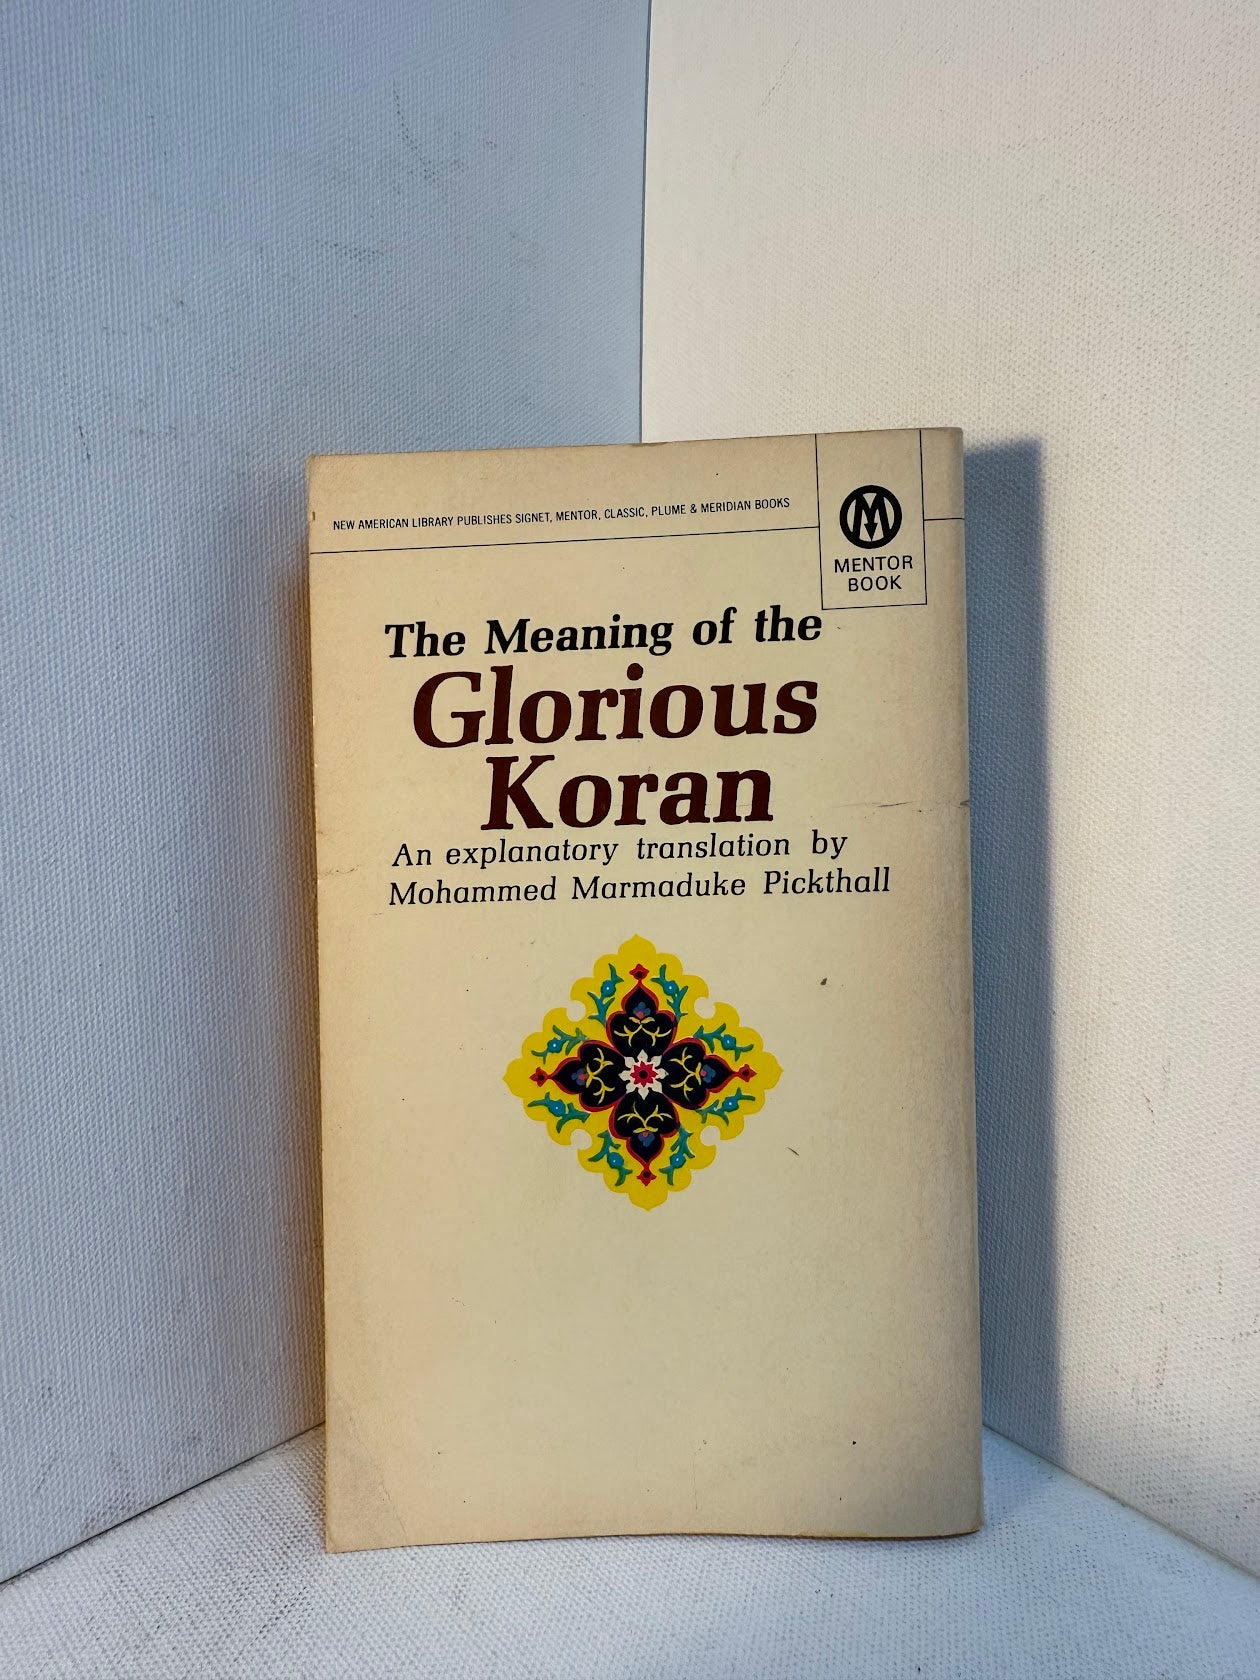 NEW AMERICAN LIBRARY PUBLISHES SIGNET, MENTOR, CLASSIC, PLUME & MERIDIAN BOOKS
M
MENTOR
BOOK
The Meaning of the
Glorious
Koran
An explanatory translation by
Mohammed Marmaduke Pickthall